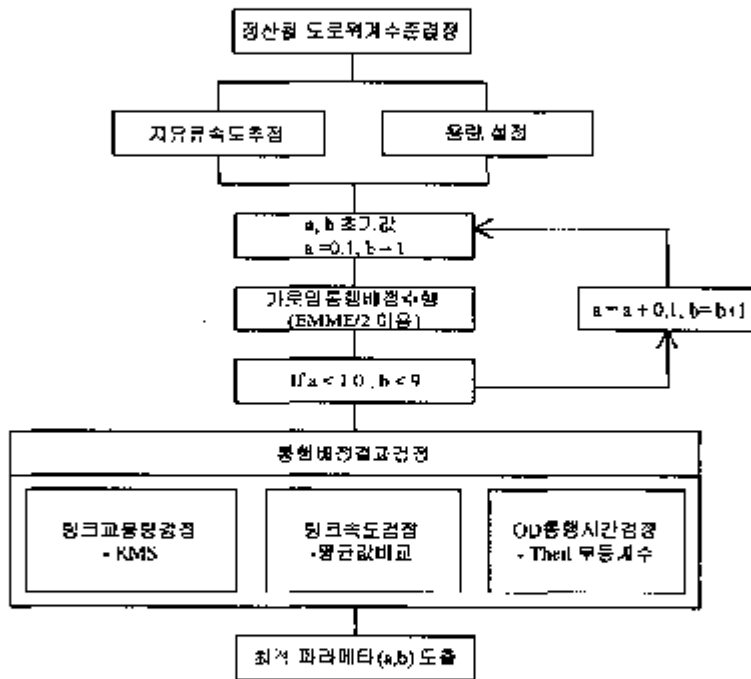 정산될 도로위계수준결정
자유류속도추정
용량 설정
a, b 초기값
a =0.1, b = 1
a = a + 0.1, b= b+1
가로망통행배정수행
(EMME/2 이용)
If a < 1.0 , b < 9
통행배정결과검정
링크교통량검정
- RMS
링크속도검정
-평균값비교
OD통행시간검정
- Theil 부등계수
최적 파라메타(a,b) 도출